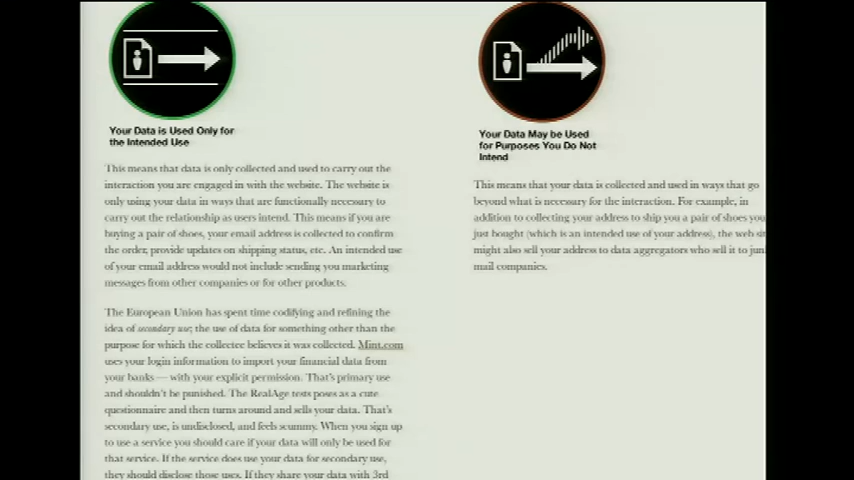 Your Data is Used Only for
the Intended Use
This means that data is only collected and used to carry out the
interaction you are engaged in with the website. The website is
only using your data in ways that are functionally necessary to
carry out the relationship as users intend. This means if you are
buying a pair of shoes, your email address is collected to confirm
the order, provide updates on shipping status, etc. An intended use
of your email address would not include sending you marketing
messages from other companies or for other products.
The European Union has spent time codifying and refining the
idea of secondary use; the use of data for something other than the
purpose for which the collectee believes it was collected. Mint.com
uses your login information to import your financial data from
your banks — with your explicit permission. That's primary use
and shouldn't be punished. The RealAge tests poses as a cute
questionnaire and then turns around and sells your data. That's
secondary use, is undisclosed, and feels scummy. When you sign up
to use a service you should care if your data will only be used for
that service. If the service does use your data for secondary use,
they should disclose those uses. If they share your data with 3rd
Your Data May be Used
for Purposes You Do Not
Intend
This means that your data is collected and used in ways that go
beyond what is necessary for the interaction. For example, in
addition to collecting your address to ship you a pair of shoes you
just bought (which is an intended use of your address), the web sit
might also sell your address to data aggregators who sell it to jun
mail companies.